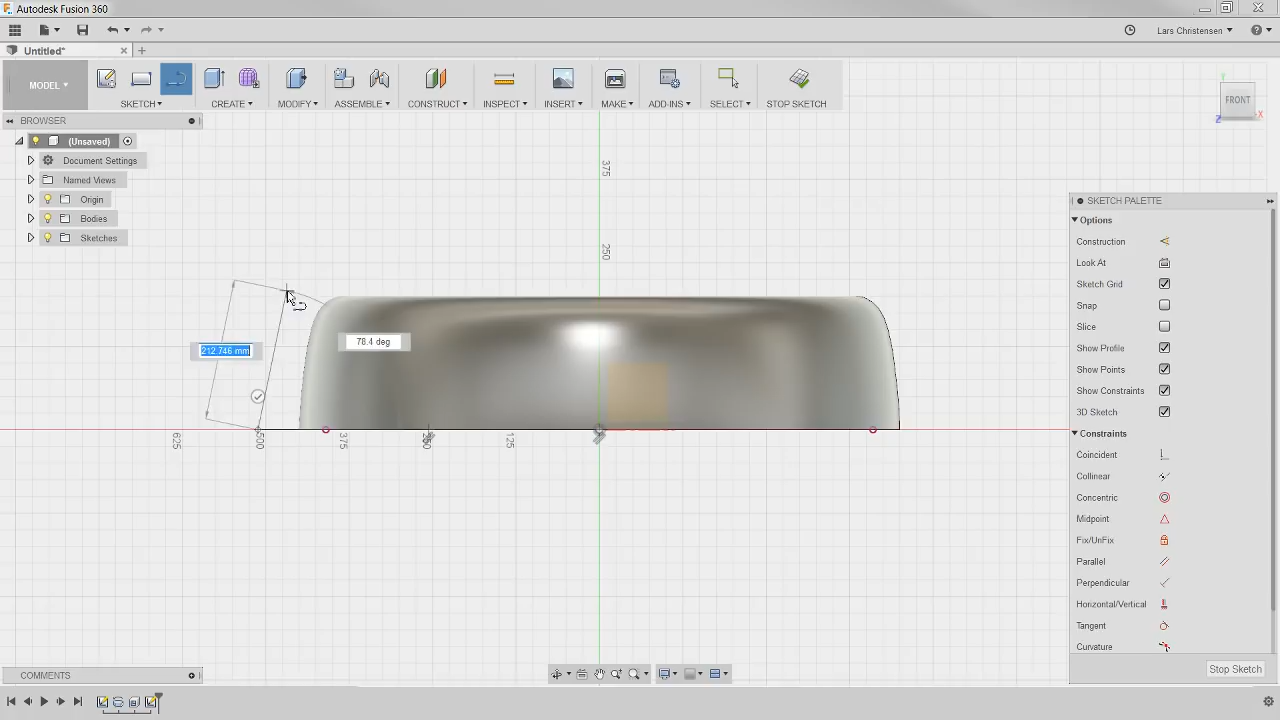 Autodesk Fusion 360
Lars Christensen
Untitled*
MODEL
SKETCH
CREATE
MODIFY
ASSEMBLE
CONSTRUCT
INSPECT
INSERT
MAKE
ADD-INS
SELECT
STOP SKETCH
BROWSER
(Unsaved)
Document Settings
Named Views
Origin
Bodies
Sketches
Y
FRONT
X
Z
375
250
212.746 mm
78.4 deg
625
500
375
250
125
SKETCH PALETTE
Options
Construction
Look At
Sketch Grid
Snap
Slice
Show Profile
Show Points
Show Constraints
3D Sketch
Constraints
Coincident
Collinear
Concentric
Midpoint
Fix/UnFix
Parallel
Perpendicular
Horizontal/Vertical
Tangent
Curvature
Stop Sketch
COMMENTS